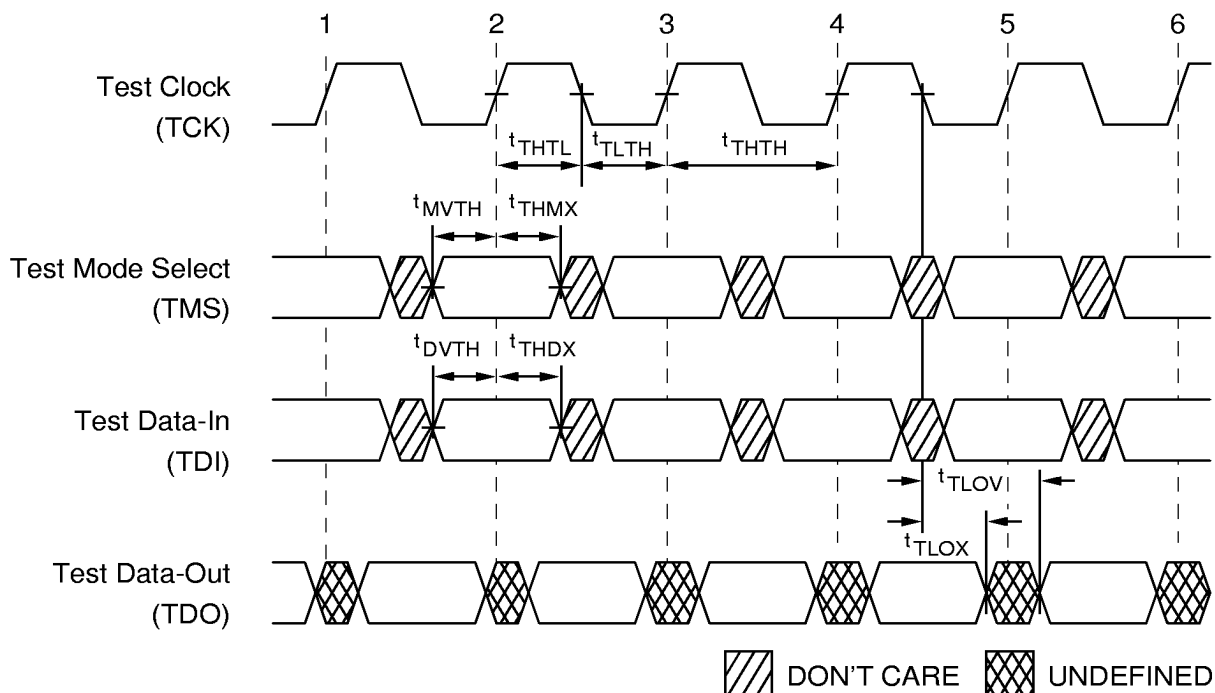 1 2 3 4 5 6
Test Clock
(TCK)
tTHTL tTLTH tTHTH
tMVTH tTHMX
Test Mode Select
(TMS)
tDVTH tTHDX
Test Data-In
(TDI)
tTLOV
tTLOX
Test Data-Out
(TDO)
DON'T CARE UNDEFINED